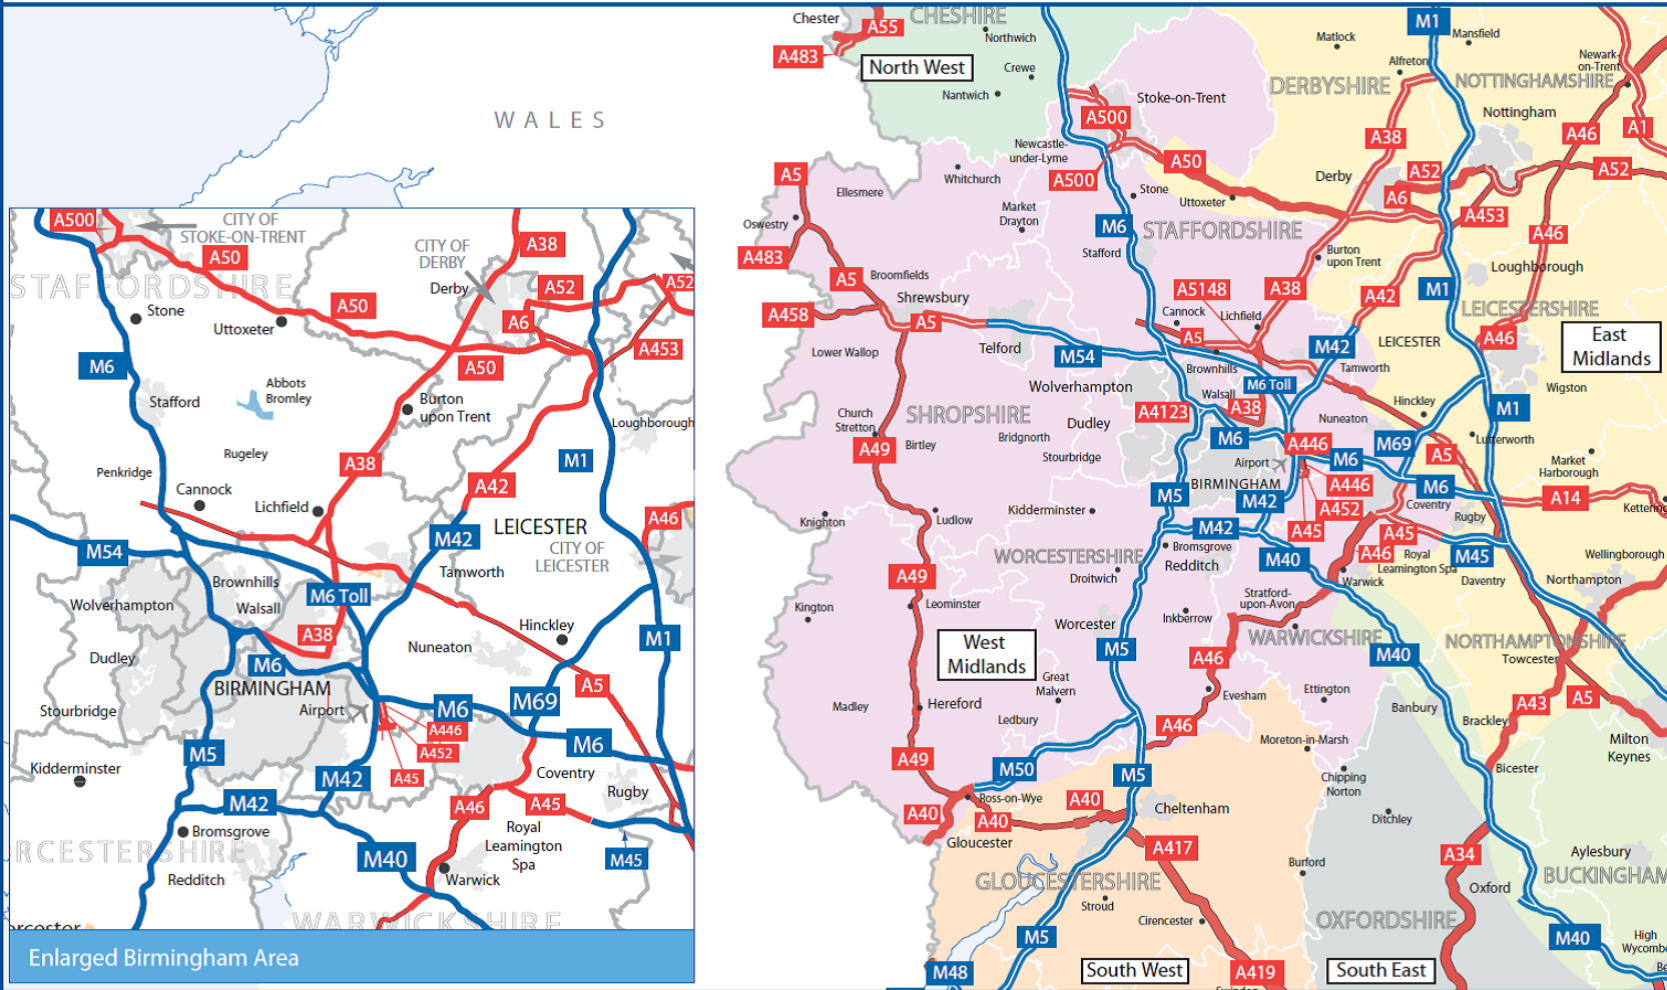 WALES
CITY OF
STOKE-ON-TRENT
A500
A50
STAFFORDSHIRE
Stone
Uttoxeter
A50
CITY OF
DERBY
Derby
A38
A52
A52
A6
A453
A50
M6
Stafford
Abbots
Bromley
Burton
upon Trent
Loughborough
Rugeley
Penkridge
A38
M1
Cannock
A42
Lichfield
LEICESTER
A46
M54
M42
CITY OF
LEICESTER
Tamworth
Brownhills
M6 Toll
Wolverhampton
Walsall
A38
Hinckley
M1
Dudley
M6
Nuneaton
BIRMINGHAM
A5
Airport
M6
M69
Stourbridge
A446
A452
M6
M5
Kidderminster
A45
M42
Coventry
Rugby
M42
A46
A45
Bromsgrove
Royal
Leamington
Spa
M40
M45
RCESTERSHIRE
Redditch
Warwick
WARWICKSHIRE
orcester
Enlarged Birmingham Area
Chester
A55
CHESHIRE
Northwich
A483
North West
Crewe
Nantwich
M1
Matlock
Mansfield
Alfreton
Newark-
on-Trent
DERBYSHIRE
NOTTINGHAMSHIRE
Stoke-on-Trent
A500
Nottingham
A38
A46
A1
Newcastle-
under-Lyme
A50
A500
Derby
A52
A52
A5
Ellesmere
Whitchurch
Stone
Uttoxeter
A6
A453
Market
Drayton
Oswestry
M6
STAFFORDSHIRE
A46
A483
Stafford
Burton
upon Trent
Loughborough
A5
Broomfields
A5148
A38
A42
M1
Shrewsbury
A458
A5
Cannock
Lichfield
LEICESTERSHIRE
A5
A46
East
Midlands
Lower Wallop
Telford
M54
M42
LEICESTER
Brownhills
Tamworth
Wolverhampton
M6 Toll
Walsall
Wigston
Hinckley
M1
Church
Stretton
SHROPSHIRE
A4123
A38
Dudley
Nuneaton
A49
Birtley
Bridgnorth
M6
A446
M69
Lutterworth
Stourbridge
Airport
M6
A5
Market
Harborough
BIRMINGHAM
A446
M6
M5
M42
A14
Coventry
Kettering
Kidderminster
A452
Rugby
Knighton
Ludlow
M42
A45
A45
WORCESTERSHIRE
Bromsgrove
Redditch
M40
A46
Royal
Leamington Spa
M45
Wellingborough
Droitwich
A49
Warwick
Daventry
Northampton
Stratford-
upon-Avon
Kington
Leominster
Inkberrow
Worcester
WARWICKSHIRE
NORTHAMPTONSHIRE
West
Midlands
M5
M40
Towcester
A46
Great
Malvern
Evesham
Ettington
A5
Madley
Hereford
Ledbury
A46
Banbury
A43
Brackley
Moreton-in-Marsh
Milton
Keynes
A49
M50
M5
Chipping
Norton
Bicester
Ross-on-Wye
A40
A40
A40
Cheltenham
Ditchley
Gloucester
A417
A34
Aylesbury
Burford
GLOUCESTERSHIRE
BUCKINGHAM
Oxford
Stroud
Cirencester
OXFORDSHIRE
M5
M40
High
Wycombe
M48
South West
A419
South East